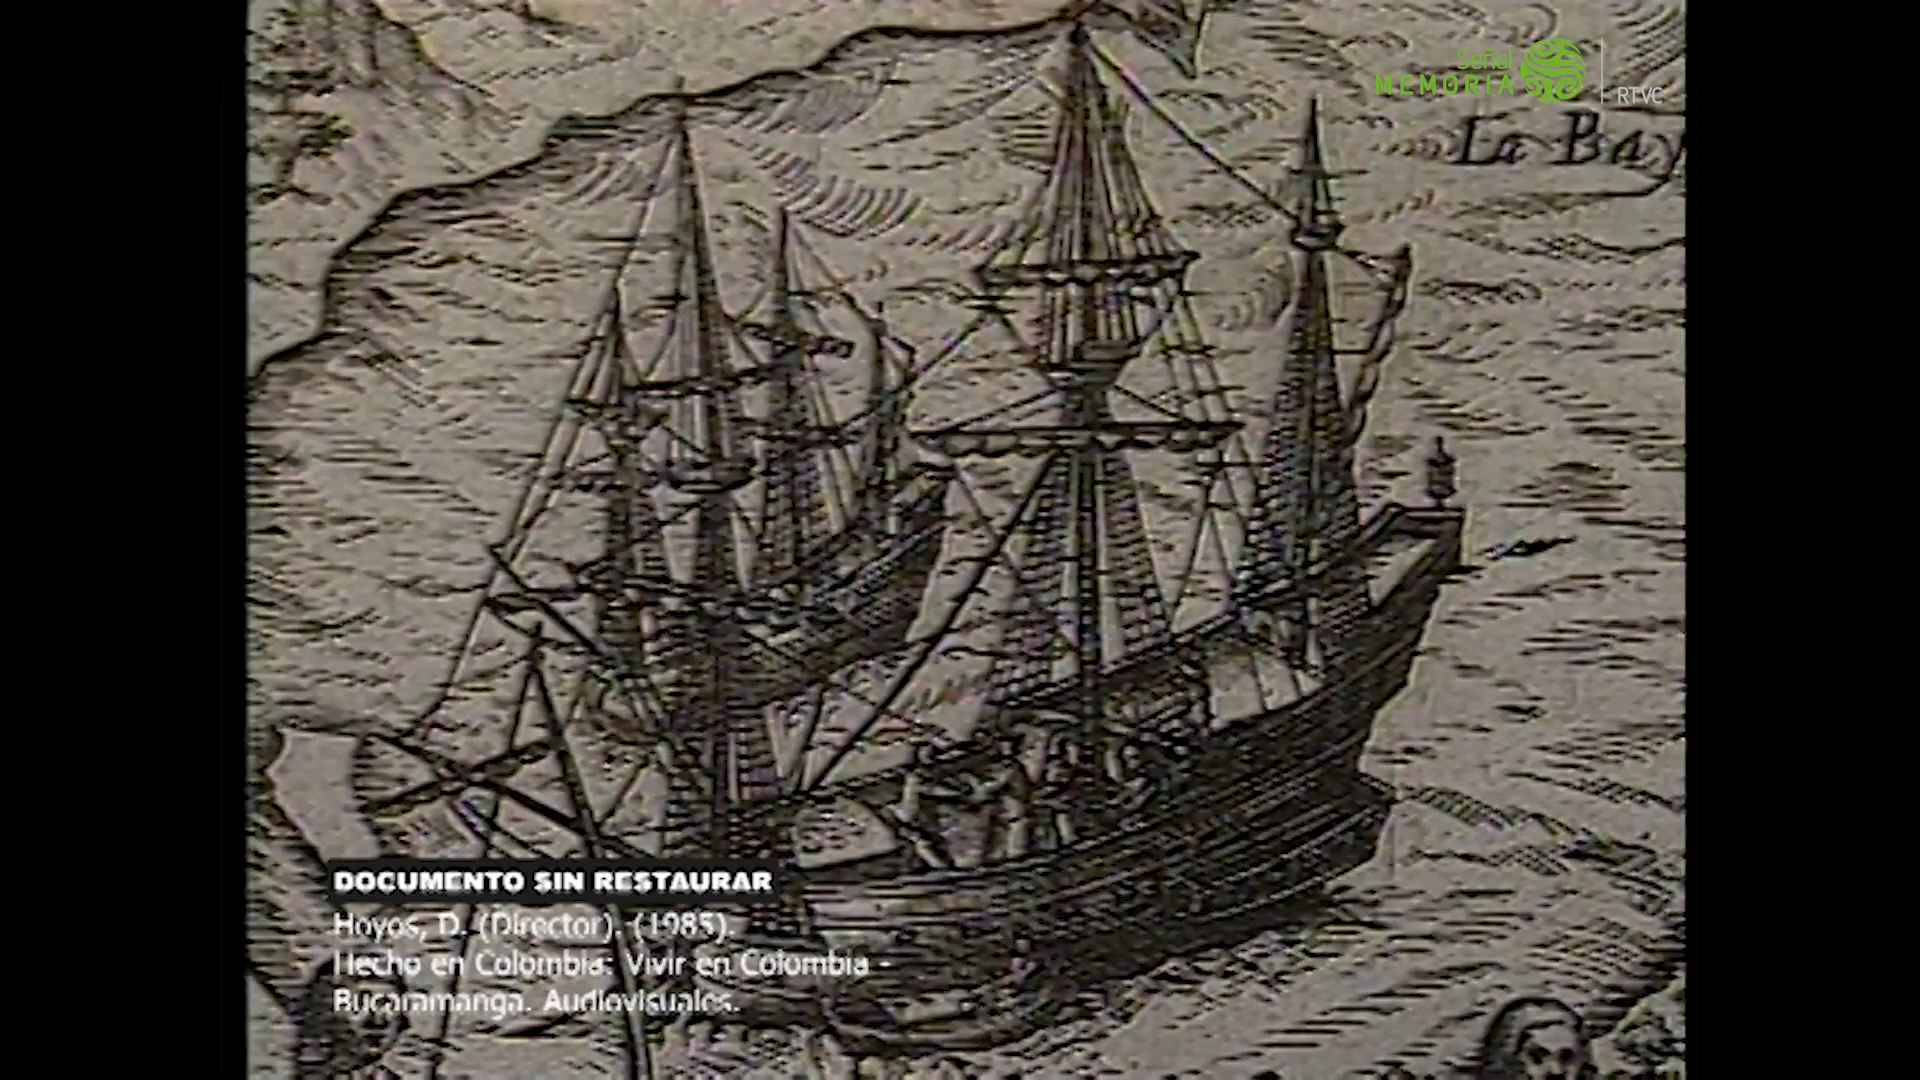 Señal
MEMORIA
RTVC
La Bay
DOCUMENTO SIN RESTAURAR
Hoyos, D. (Director). (1985).
Hecho en Colombia: Vivir en Colombia -
Bucaramanga. Audiovisuales.